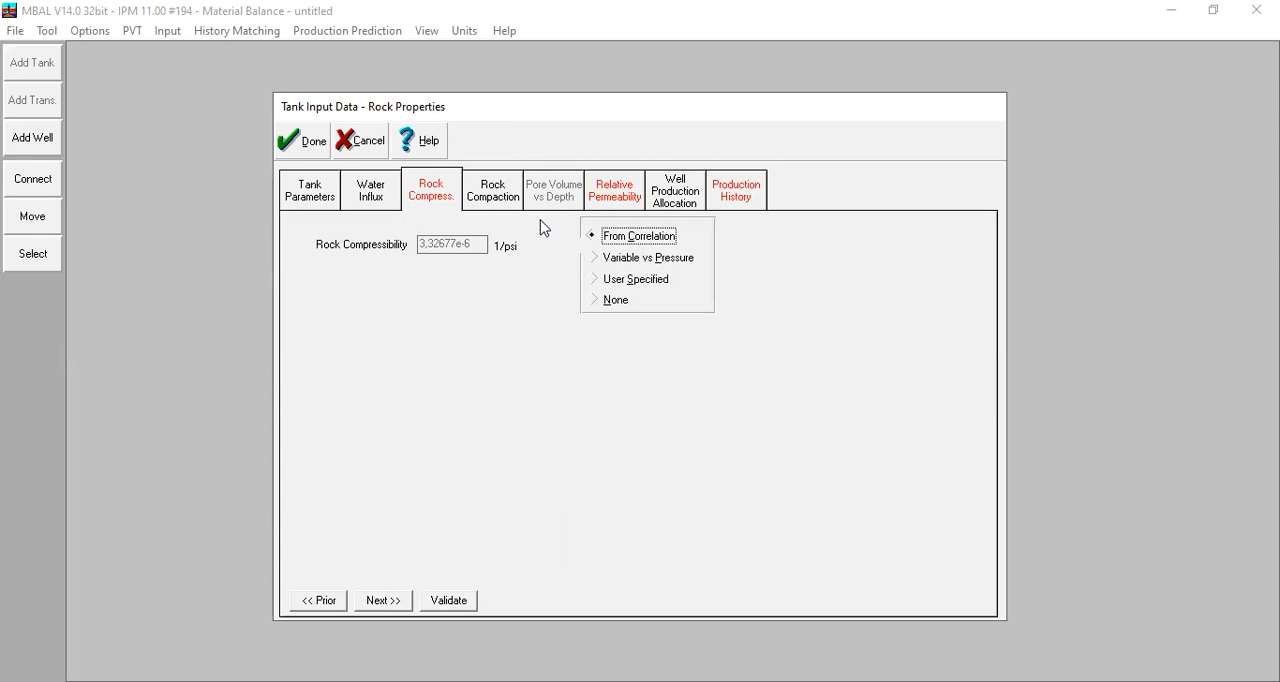 MBAL V14.0 32bit - IPM 11.00 #194 - Material Balance - untitled
File Tool Options PVT Input History Matching Production Prediction View Units Help
Add Tank
Add Trans.
Add Well
Connect
Move
Select
Tank Input Data - Rock Properties
Done Cancel Help
Tank Parameters
Water Influx
Rock Compress.
Rock Compaction
Pore Volume vs Depth
Relative Permeability
Well Production Allocation
Production History
Rock Compressibility 3,32677e-6 1/psi
From Correlation
Variable vs Pressure
User Specified
None
<< Prior Next >> Validate